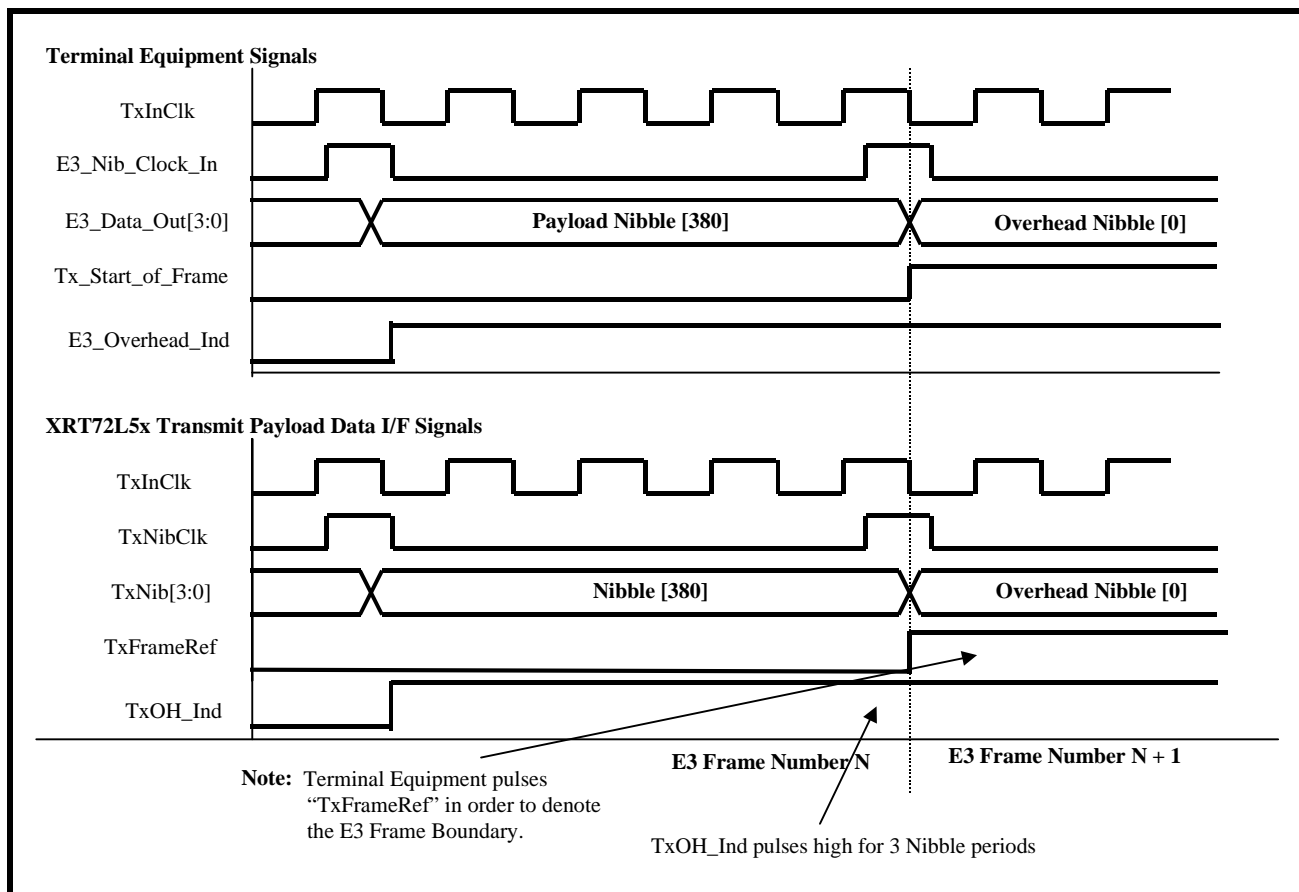 Terminal Equipment Signals
TxInClk
E3_Nib_Clock_In
E3_Data_Out[3:0]
Payload Nibble [380]
Overhead Nibble [0]
Tx_Start_of_Frame
E3_Overhead_Ind
XRT72L5x Transmit Payload Data I/F Signals
TxInClk
TxNibClk
TxNib[3:0]
Nibble [380]
Overhead Nibble [0]
TxFrameRef
TxOH_Ind
E3 Frame Number N
E3 Frame Number N + 1
Note: Terminal Equipment pulses
“TxFrameRef” in order to denote
the E3 Frame Boundary.
TxOH_Ind pulses high for 3 Nibble periods